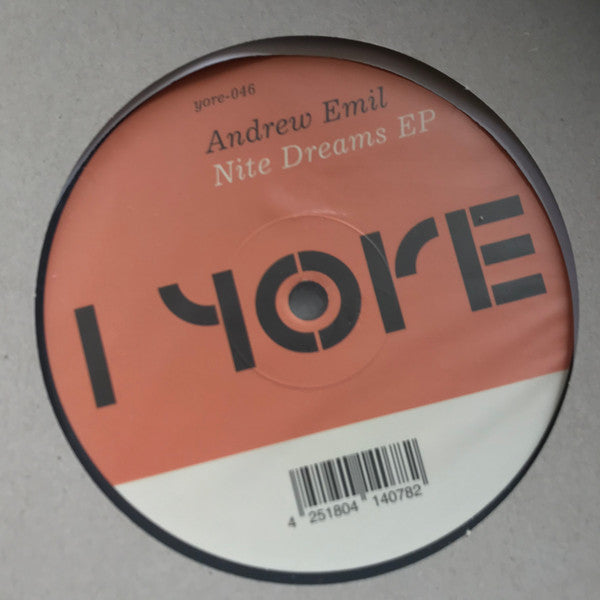 yore-046
Andrew Emil
Nite Dreams EP
I YORE
4 251804 140782